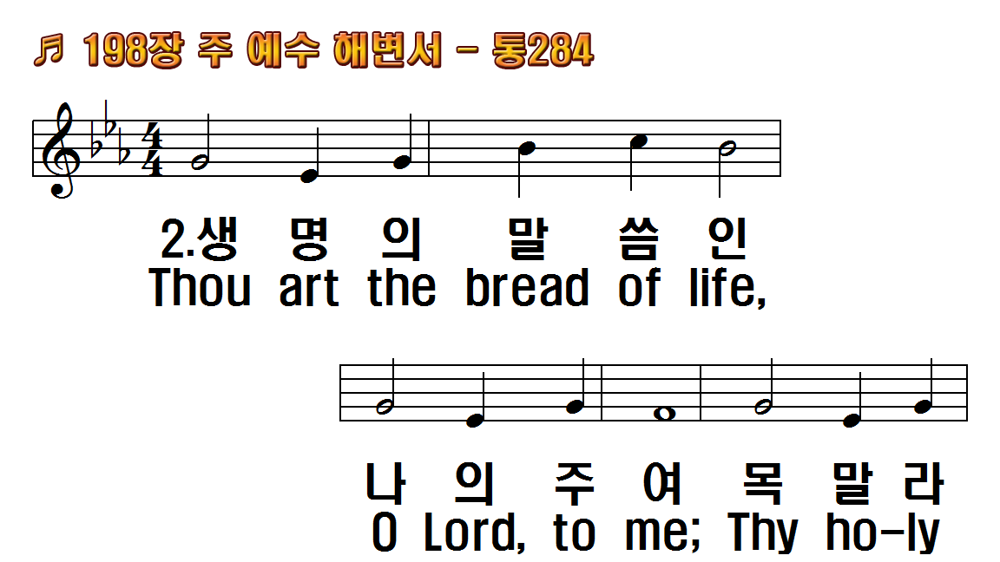 ♬ 198장 주 예수 해변서 - 통284
4/4
2.생 명 의 말 씀 인
Thou art the bread of life,
나 의 주 여 목 말 라
O Lord, to me; Thy ho-ly